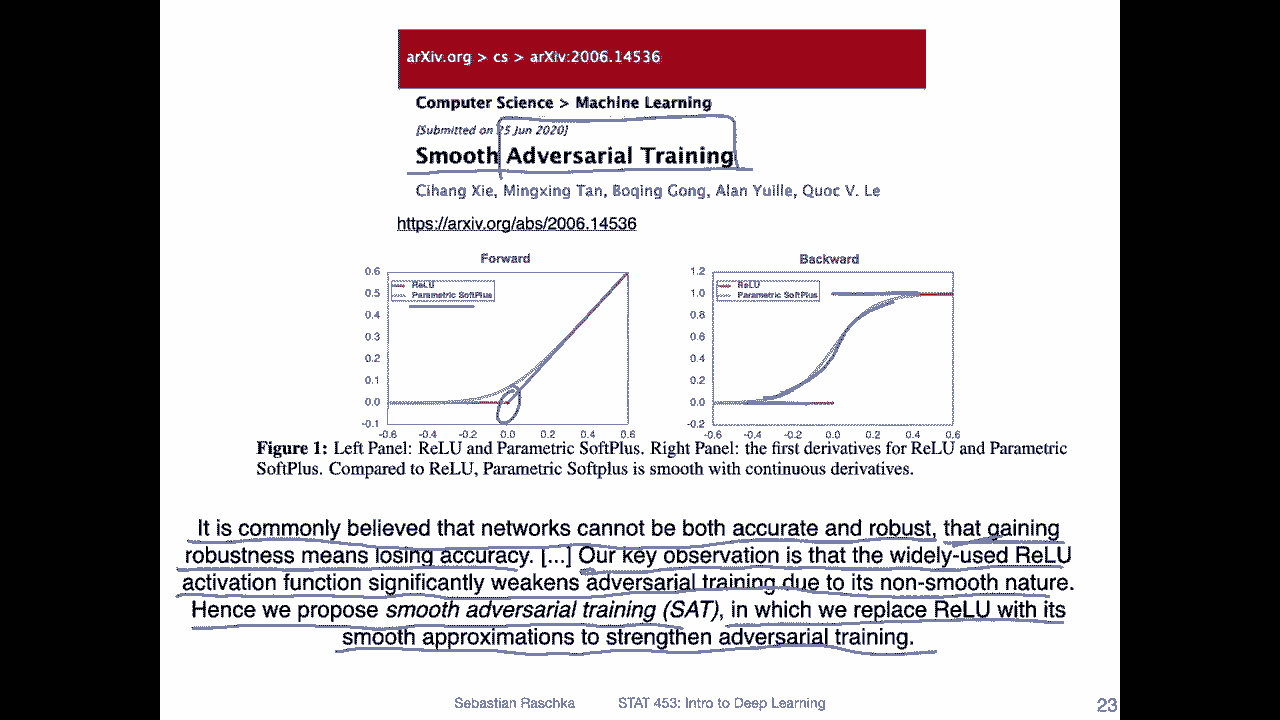 arXiv.org > cs > arXiv:2006.14536
Computer Science > Machine Learning
[Submitted on 25 Jun 2020]
Smooth Adversarial Training
Cihang Xie, Mingxing Tan, Boqing Gong, Alan Yuille, Quoc V. Le
https://arxiv.org/abs/2006.14536
Forward
0.6
0.5
0.4
0.3
0.2
0.1
0.0
-0.1
ReLU
Parametric SoftPlus
-0.6 -0.4 -0.2 0.0 0.2 0.4 0.6
Backward
1.2
1.0
0.8
0.6
0.4
0.2
0.0
-0.2
ReLU
Parametric SoftPlus
-0.6 -0.4 -0.2 0.0 0.2 0.4 0.6
Figure 1: Left Panel: ReLU and Parametric SoftPlus. Right Panel: the first derivatives for ReLU and Parametric
SoftPlus. Compared to ReLU, Parametric Softplus is smooth with continuous derivatives.
It is commonly believed that networks cannot be both accurate and robust, that gaining
robustness means losing accuracy. [...] Our key observation is that the widely-used ReLU
activation function significantly weakens adversarial training due to its non-smooth nature.
Hence we propose smooth adversarial training (SAT), in which we replace ReLU with its
smooth approximations to strengthen adversarial training.
Sebastian Raschka STAT 453: Intro to Deep Learning 23